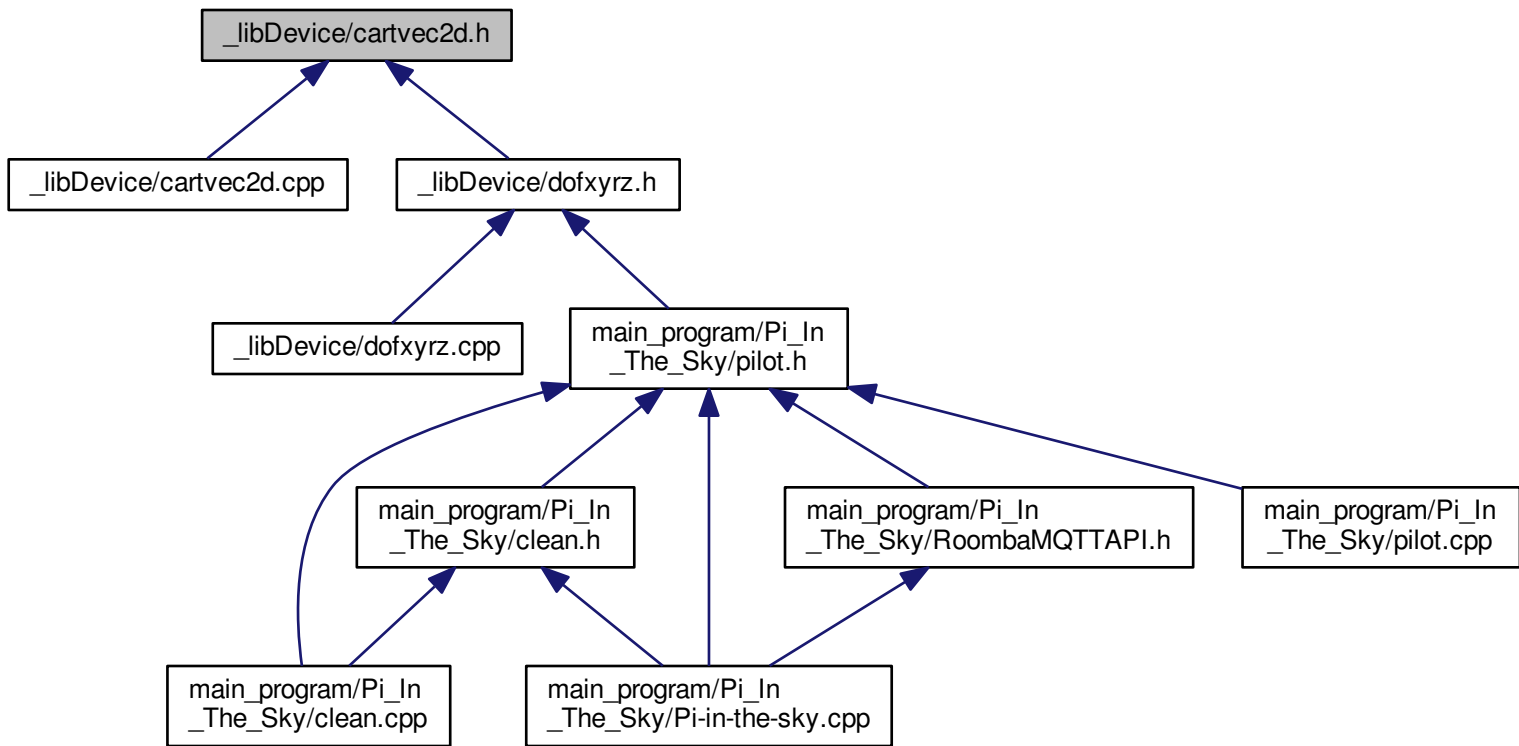 _libDevice/cartvec2d.h
_libDevice/cartvec2d.cpp
_libDevice/dofxyrz.h
_libDevice/dofxyrz.cpp
main_program/Pi_In
_The_Sky/pilot.h
main_program/Pi_In
_The_Sky/clean.h
main_program/Pi_In
_The_Sky/RoombaMQTTAPI.h
main_program/Pi_In
_The_Sky/pilot.cpp
main_program/Pi_In
_The_Sky/clean.cpp
main_program/Pi_In
_The_Sky/Pi-in-the-sky.cpp